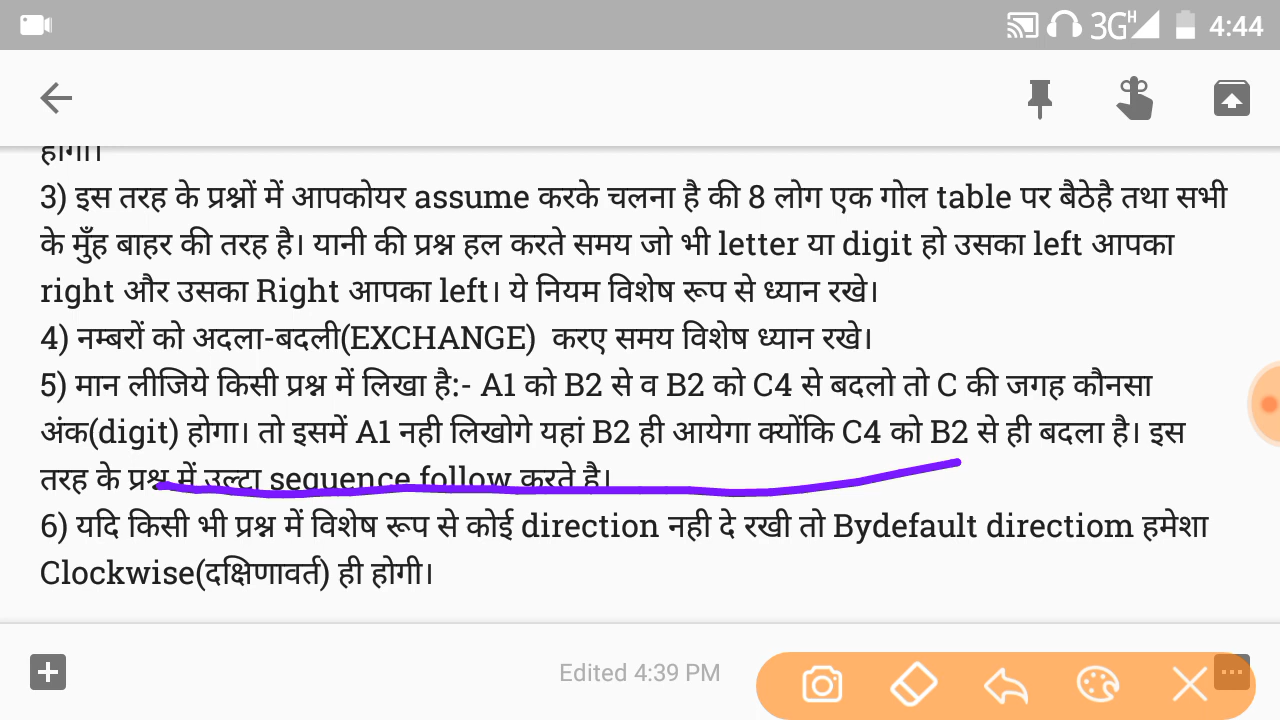 3G H 4:44
होगा।
3) इस तरह के प्रश्नों में आपकोयर assume करके चलना है की 8 लोग एक गोल table पर बैठेहै तथा सभी
के मुँह बाहर की तरह है। यानी की प्रश्न हल करते समय जो भी letter या digit हो उसका left आपका
right और उसका Right आपका left। ये नियम विशेष रूप से ध्यान रखे।
4) नम्बरों को अदला-बदली(EXCHANGE) करए समय विशेष ध्यान रखे।
5) मान लीजिये किसी प्रश्न में लिखा है:- A1 को B2 से व B2 को C4 से बदलो तो C की जगह कौनसा
अंक(digit) होगा। तो इसमें A1 नही लिखोगे यहां B2 ही आयेगा क्योंकि C4 को B2 से ही बदला है। इस
तरह के प्रश्न में उल्टा sequence follow करते है।
6) यदि किसी भी प्रश्न में विशेष रूप से कोई direction नही दे रखी तो Bydefault directiom हमेशा
Clockwise(दक्षिणावर्त) ही होगी।
Edited 4:39 PM